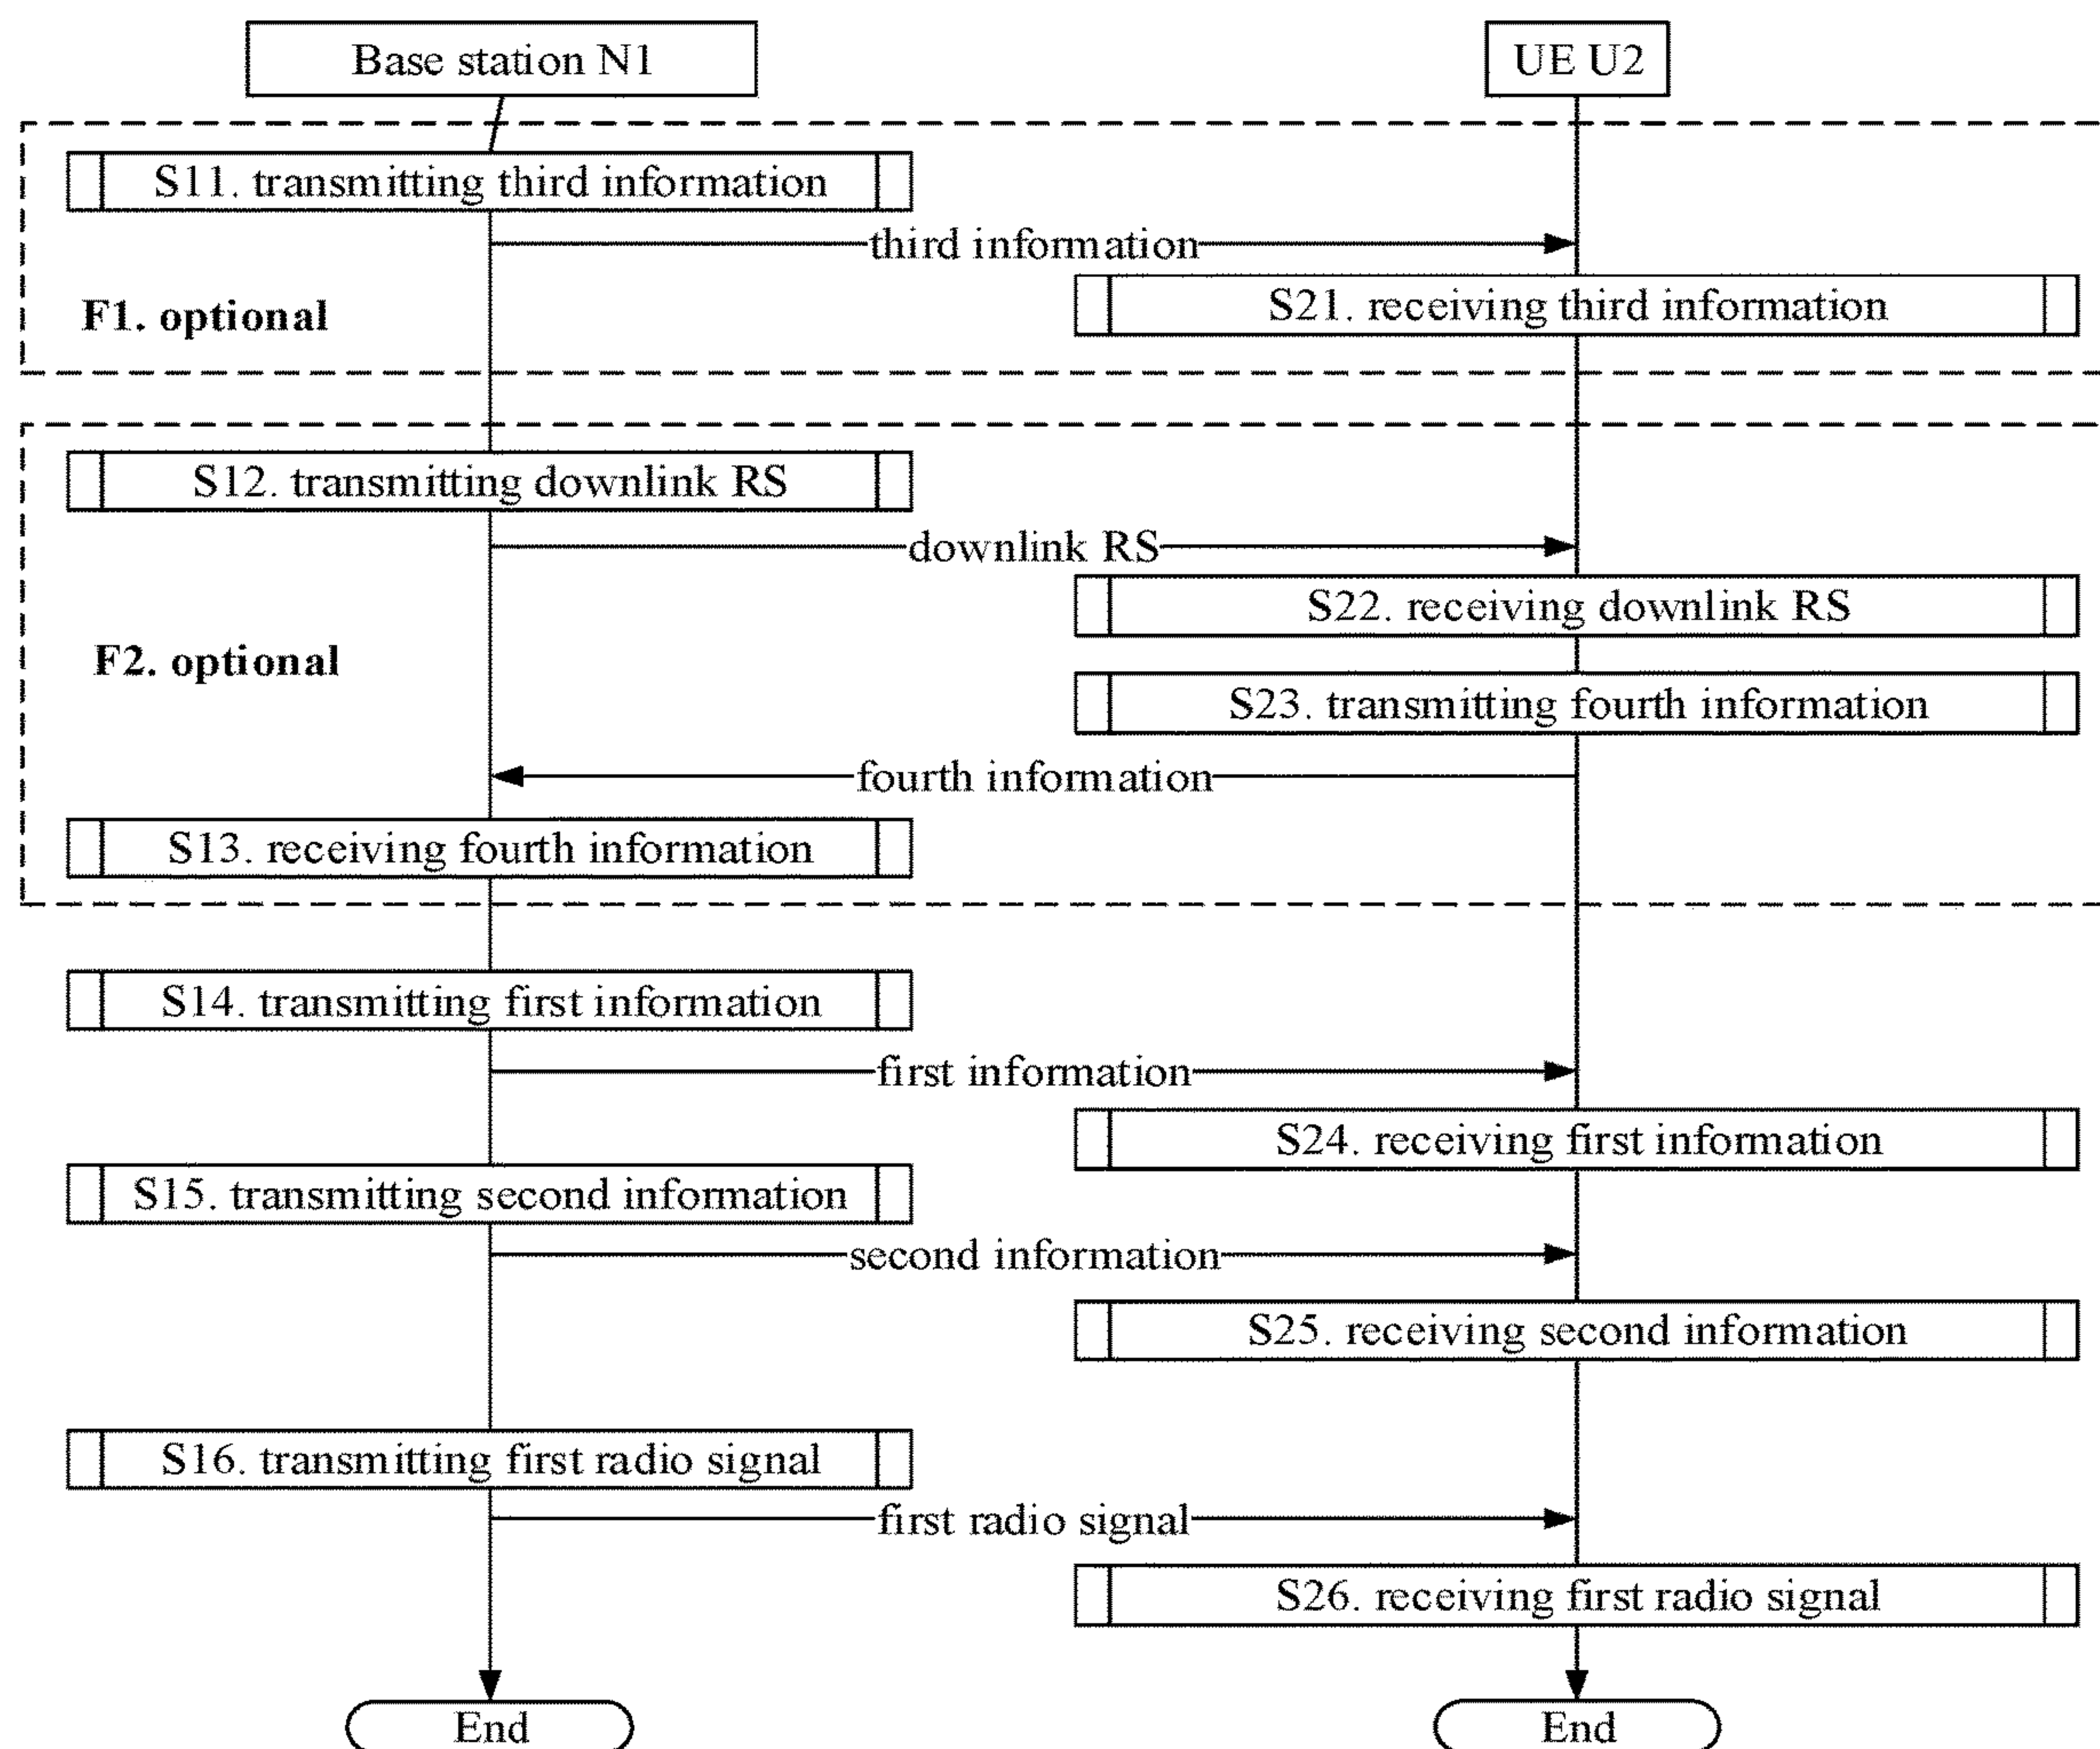 Base station N1
UE U2
S11. transmitting third information
third information
S21. receiving third information
F1. optional
S12. transmitting downlink RS
downlink RS
S22. receiving downlink RS
F2. optional
S23. transmitting fourth information
fourth information
S13. receiving fourth information
S14. transmitting first information
first information
S24. receiving first information
S15. transmitting second information
second information
S25. receiving second information
S16. transmitting first radio signal
first radio signal
S26. receiving first radio signal
End
End